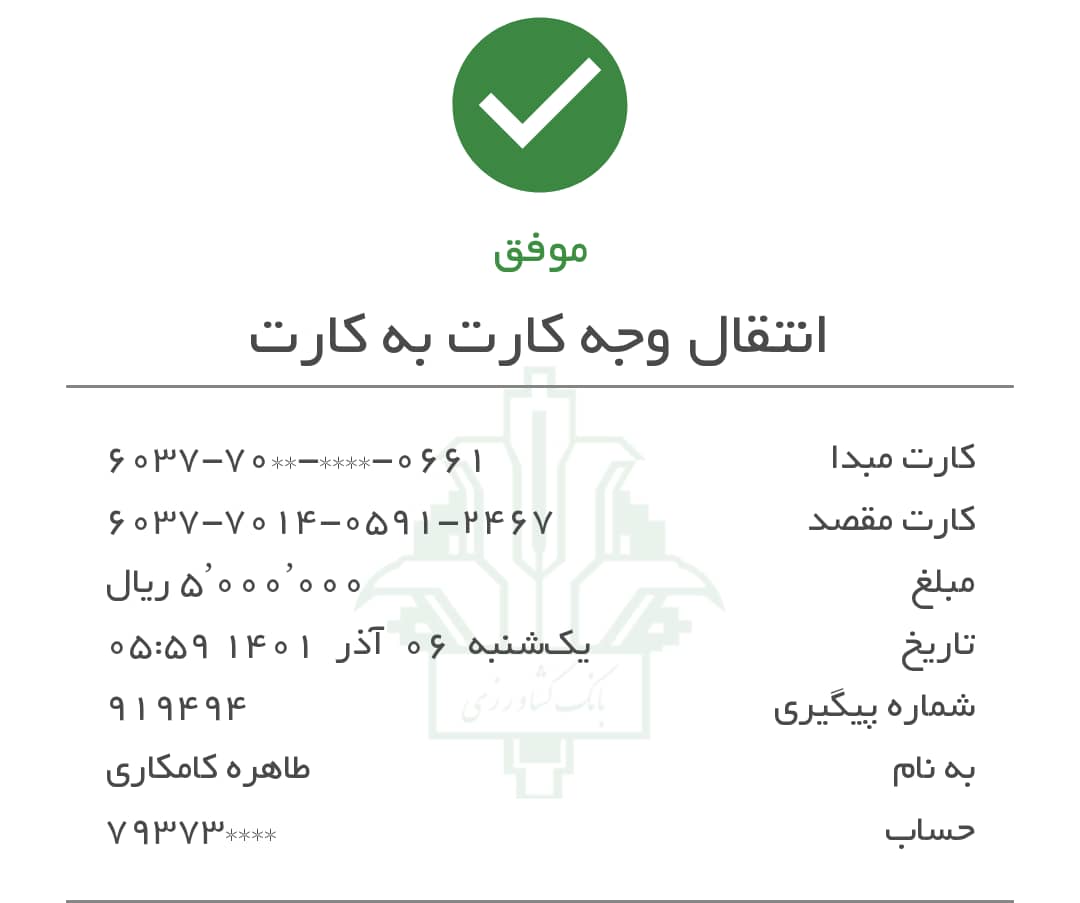 موفق
انتقال وجه کارت به کارت
کارت مبدا ۶۰۳۷-۷۰**-****-۰۶۶۱
کارت مقصد ۶۰۳۷-۷۰۱۴-۰۵۹۱-۲۴۶۷
مبلغ ۵٬۰۰۰٬۰۰۰ ریال
تاریخ یک‌شنبه ۰۶ آذر ۱۴۰۱ ۰۵:۵۹
شماره پیگیری ۹۱۹۴۹۴
به نام طاهره کامکاری
حساب ۷۹۳۷۳****
بانک کشاورزی